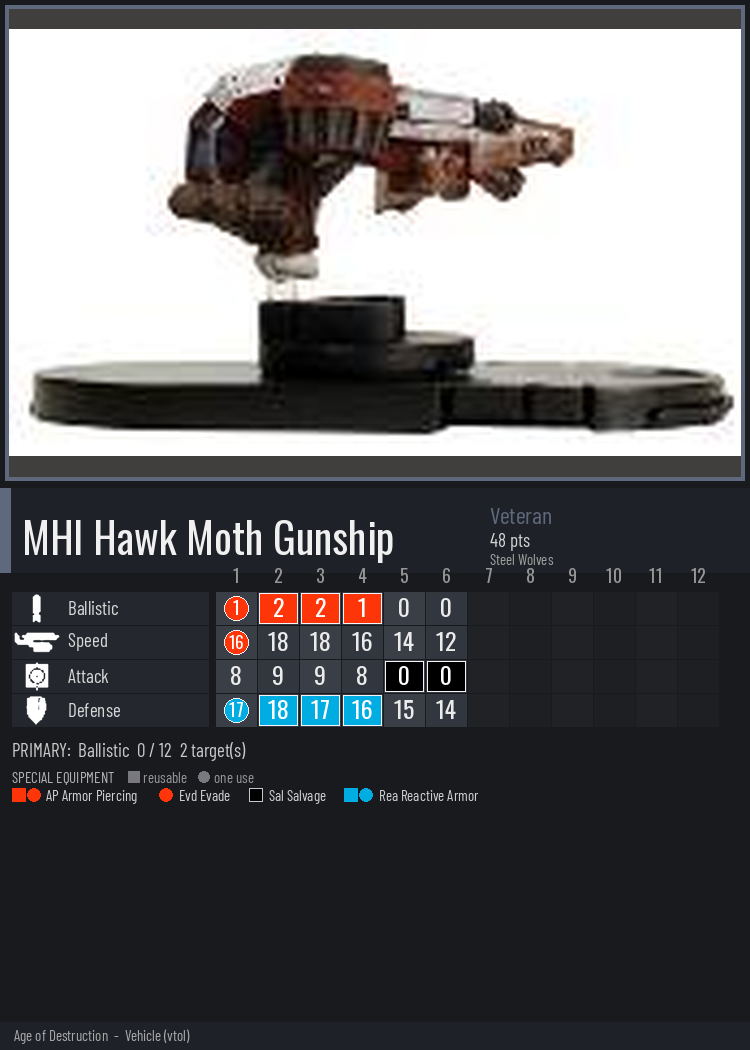 MHI Hawk Moth Gunship
Veteran
48 pts
Steel Wolves
1 2 3 4 5 6 7 8 9 10 11 12
Ballistic 1 2 2 1 0 0
Speed 16 18 18 16 14 12
Attack 8 9 9 8 0 0
Defense 17 18 17 16 15 14
PRIMARY: Ballistic 0 / 12 2 target(s)
SPECIAL EQUIPMENT reusable one use
AP Armor Piercing Evd Evade Sal Salvage Rea Reactive Armor
Age of Destruction - Vehicle (vtol)